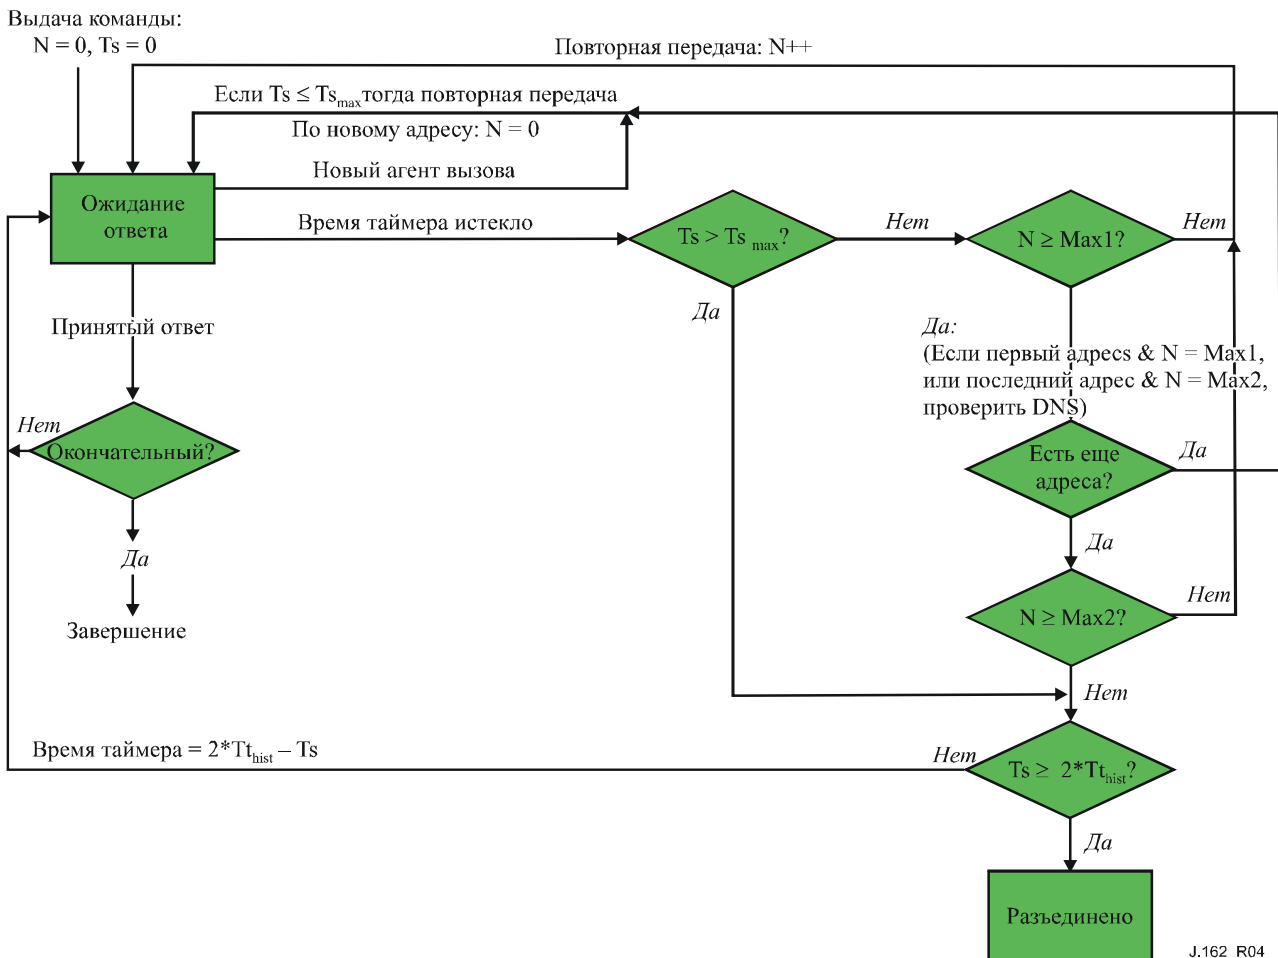 Выдача команды:
N = 0, Ts = 0
Повторная передача: N++
Если Ts ≤ Tsmax тогда повторная передача
По новому адресу: N = 0
Новый агент вызова
Ожидание
ответа
Время таймера истекло
Ts > Ts max?
Нет
N ≥ Max1?
Нет
Принятый ответ
Да
Да:
(Если первый адресs & N = Max1,
или последний адрес & N = Max2,
проверить DNS)
Нет
Окончательный?
Есть еще
адреса?
Да
Да
Да
Завершение
N ≥ Max2?
Нет
Нет
Время таймера = 2*Tthist – Ts
Нет
Ts ≥ 2*Tthist?
Да
Разъединено
J.162_R04